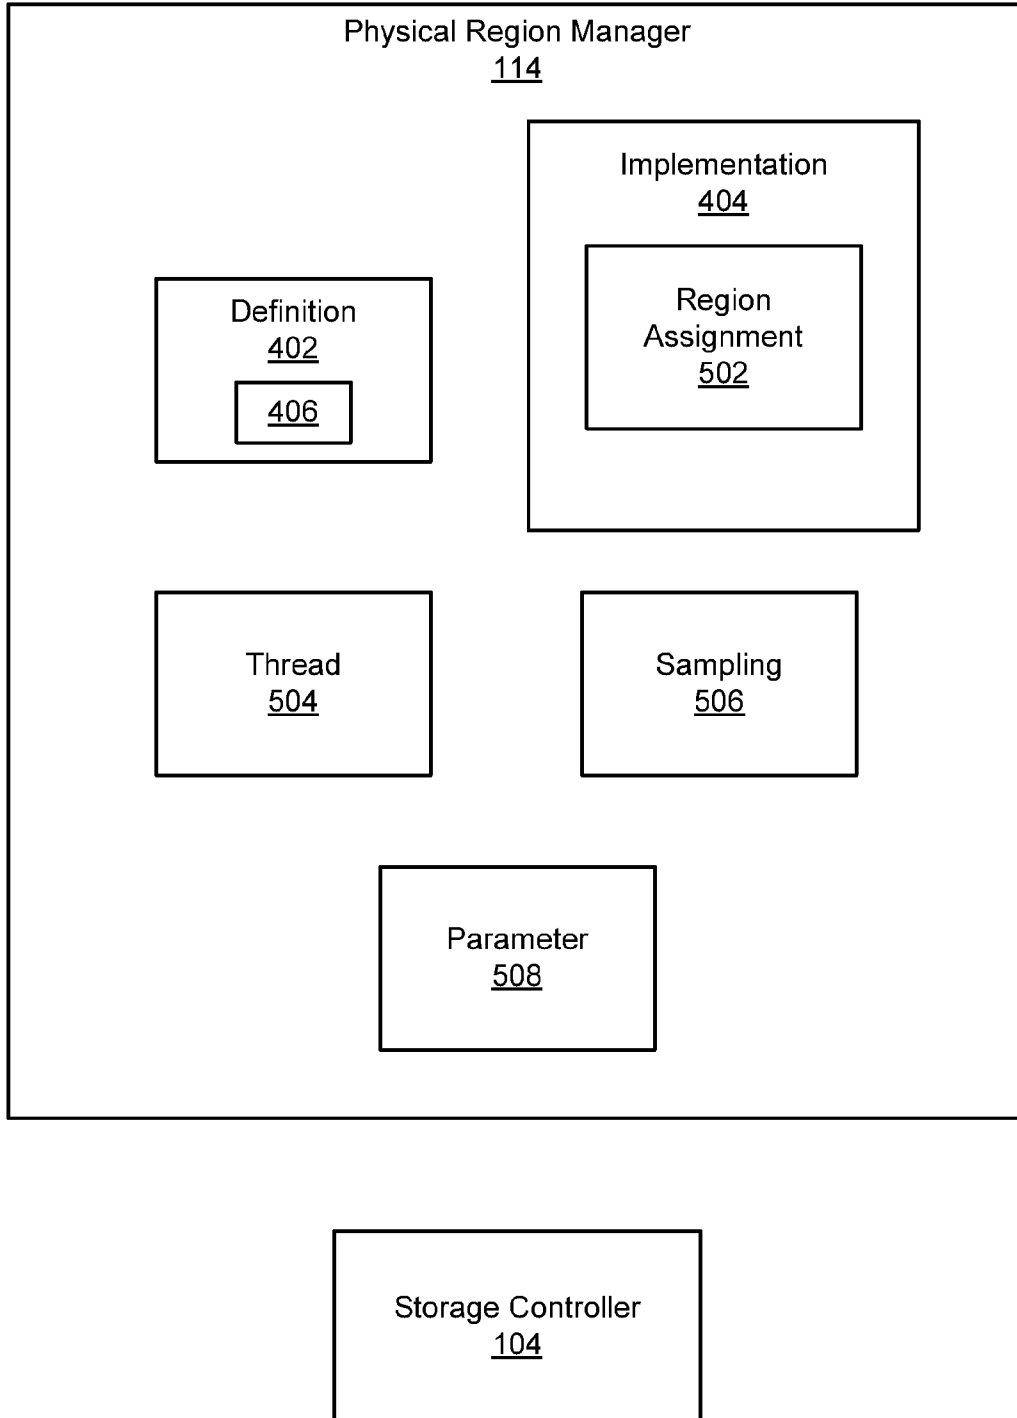 Physical Region Manager
114
Implementation
404
Region
Assignment
502
Definition
402
406
Thread
504
Sampling
506
Parameter
508
Storage Controller
104